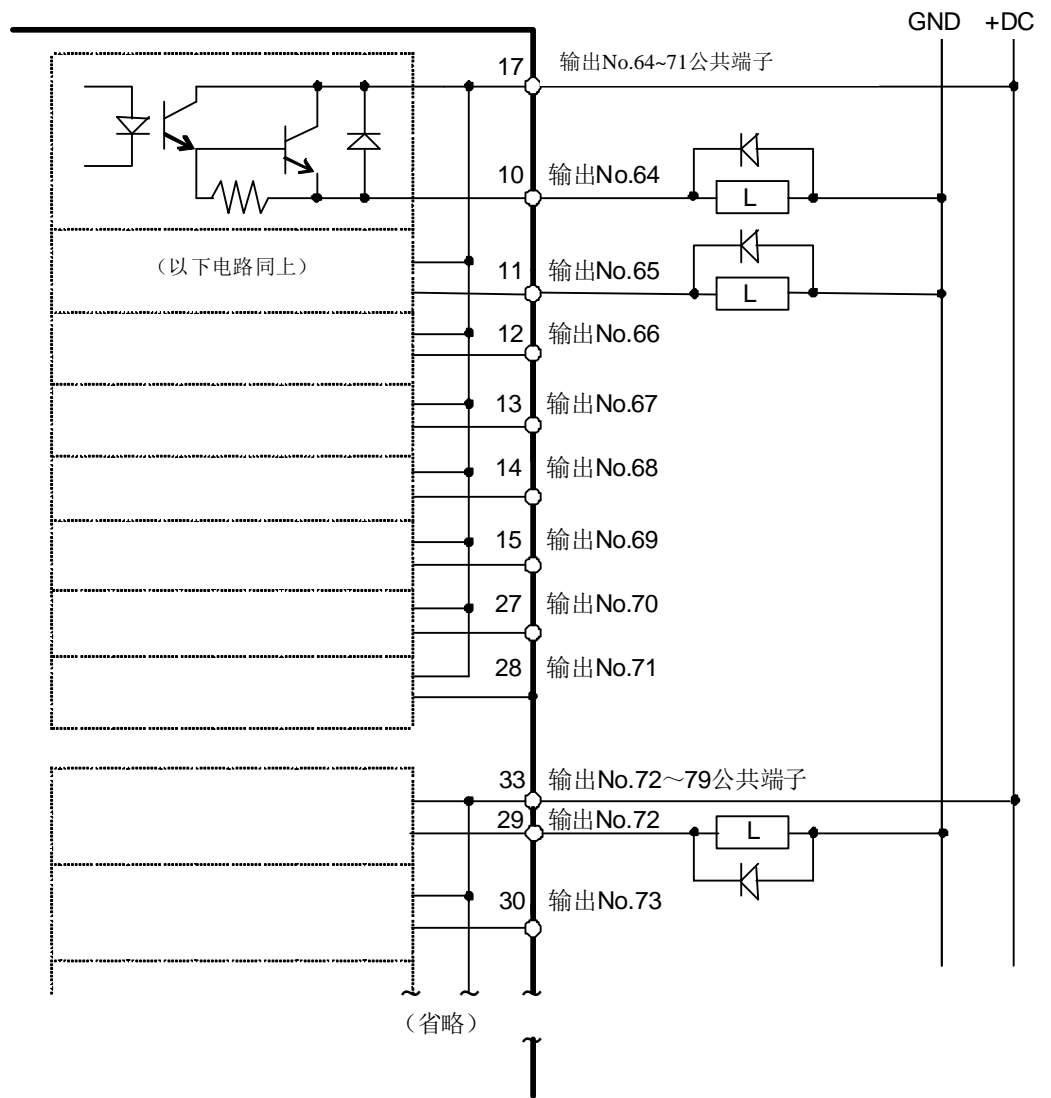 GND +DC
17 输出No.64~71公共端子
10 输出No.64
L
(以下电路同上)
11 输出No.65
L
12 输出No.66
13 输出No.67
14 输出No.68
15 输出No.69
27 输出No.70
28 输出No.71
33 输出No.72～79公共端子
29 输出No.72
L
30 输出No.73
（省略）